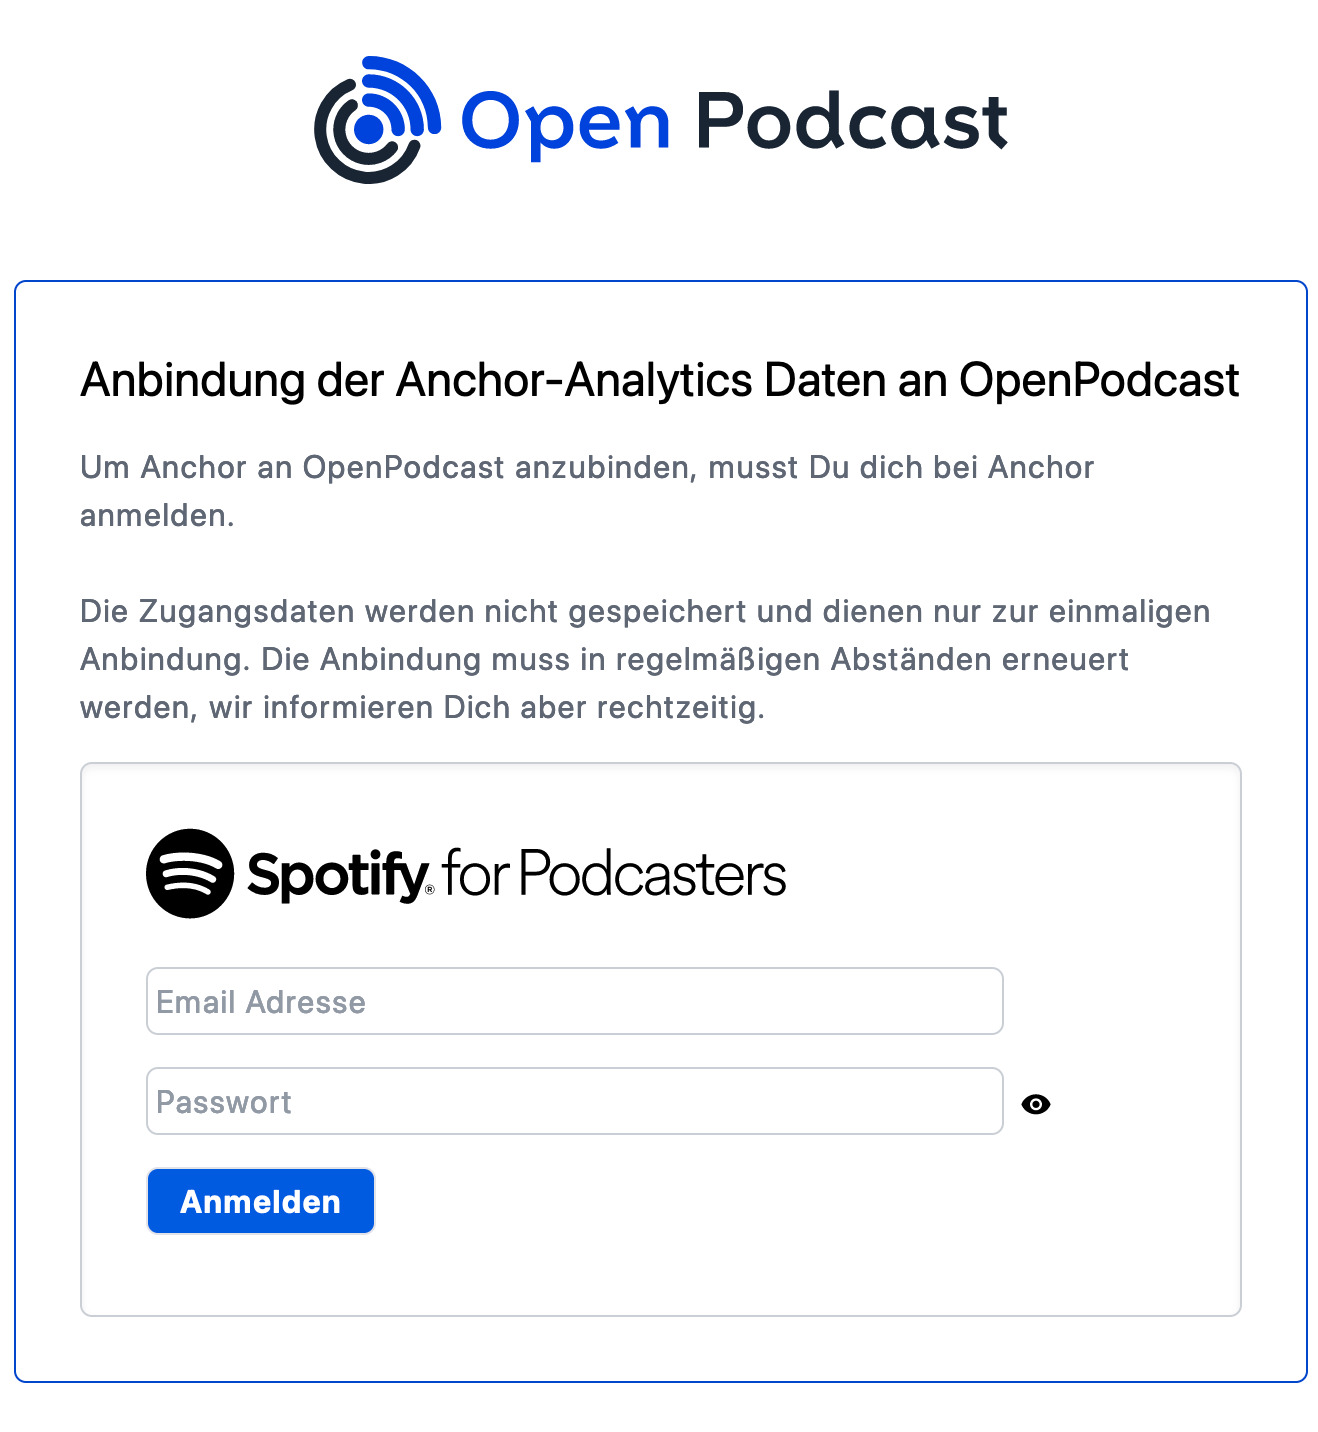 Open Podcast
Anbindung der Anchor-Analytics Daten an OpenPodcast
Um Anchor an OpenPodcast anzubinden, musst Du dich bei Anchor
anmelden.
Die Zugangsdaten werden nicht gespeichert und dienen nur zur einmaligen
Anbindung. Die Anbindung muss in regelmäßigen Abständen erneuert
werden, wir informieren Dich aber rechtzeitig.
Spotify® for Podcasters
Email Adresse
Passwort
Anmelden